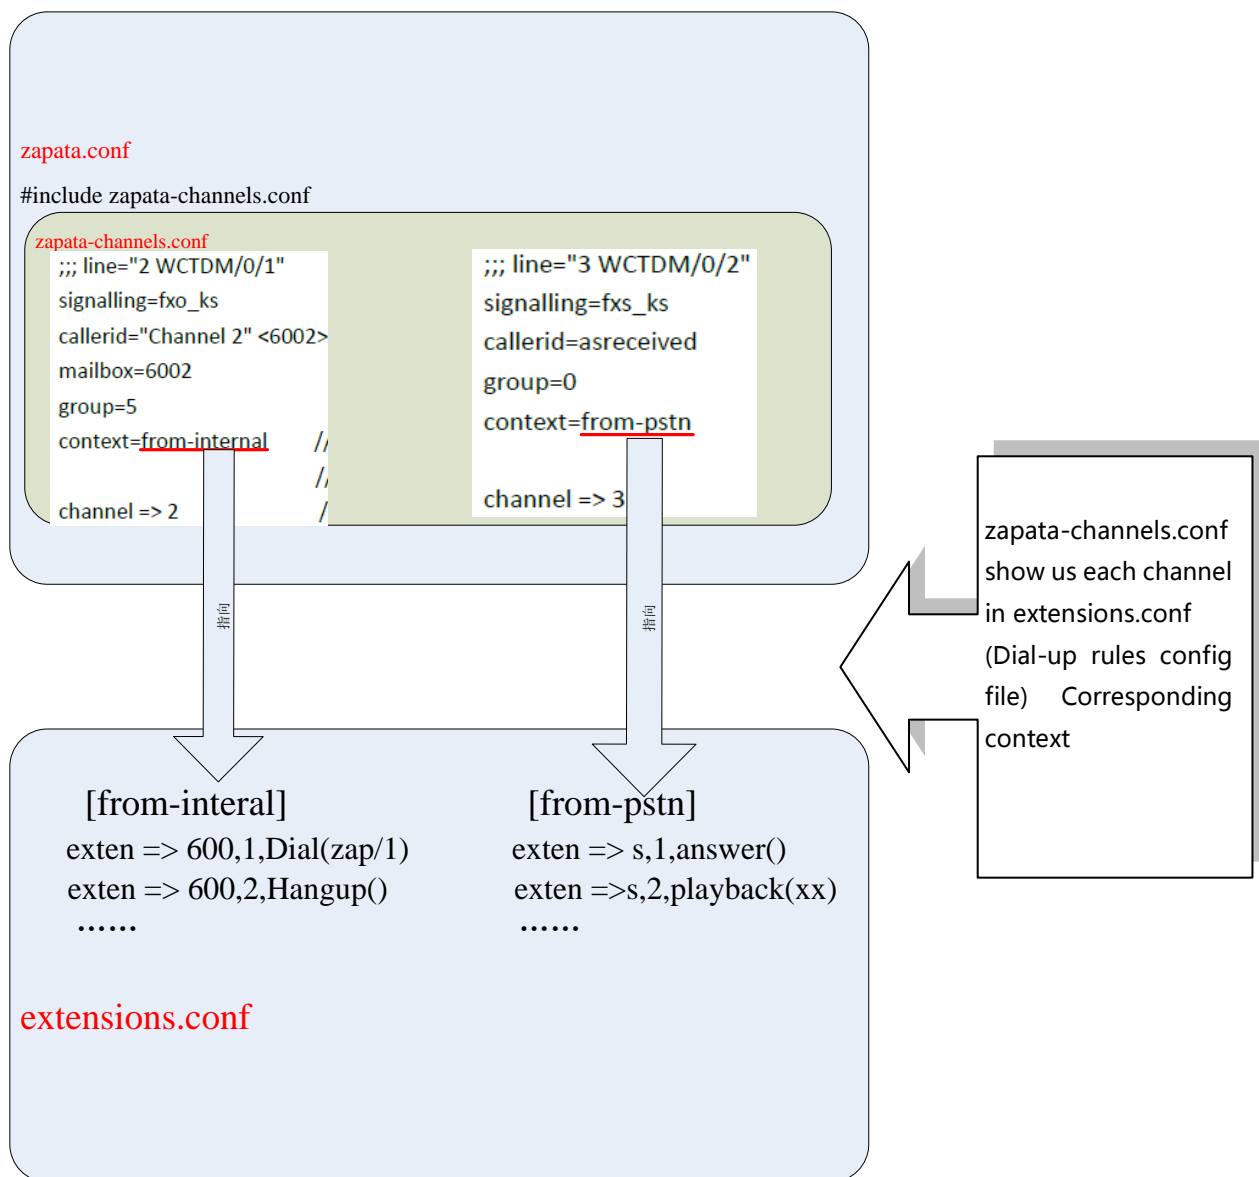 zapata.conf
#include zapata-channels.conf
zapata-channels.conf
;;; line="2 WCTDM/0/1"
signalling=fxo_ks
callerid="Channel 2" <6002>
mailbox=6002
group=5
context=from-internal //
//
channel => 2 /
;;; line="3 WCTDM/0/2"
signalling=fxs_ks
callerid=asreceived
group=0
context=from-pstn
channel => 3
指向
指向
zapata-channels.conf
show us each channel
in extensions.conf
(Dial-up rules config
file) Corresponding
context
[from-interal]
exten => 600,1,Dial(zap/1)
exten => 600,2,Hangup()
……
[from-pstn]
exten => s,1,answer()
exten =>s,2,playback(xx)
……
extensions.conf